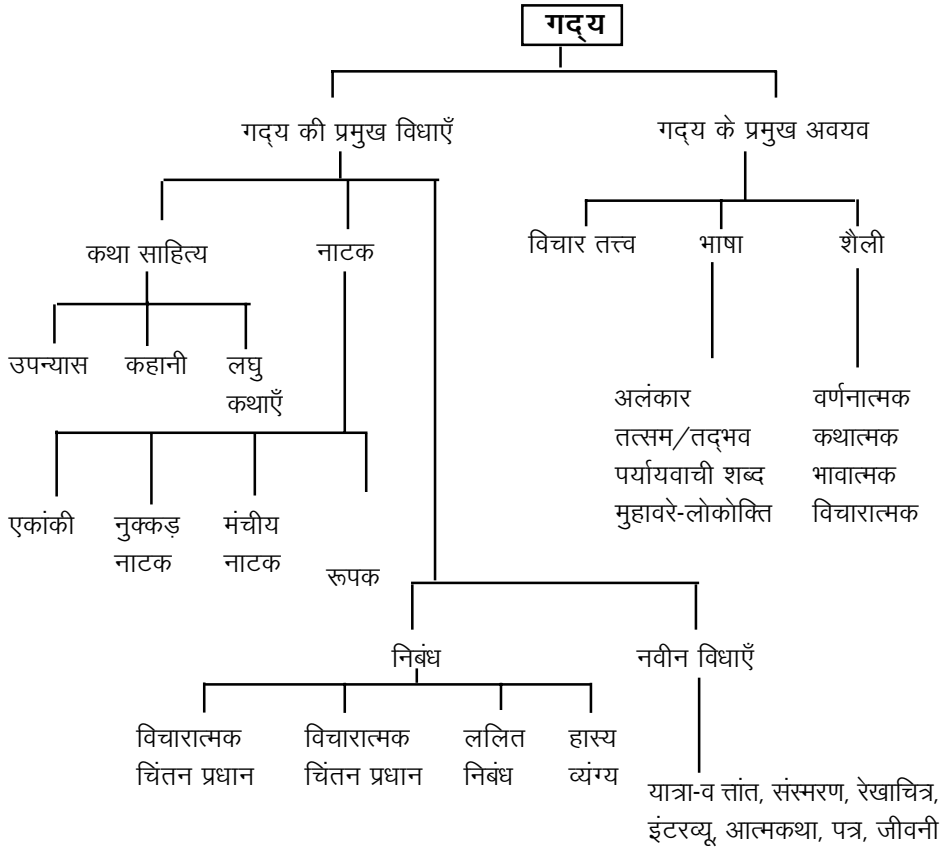 गद्‌य
गद्‌य की प्रमुख विधाएँ
गद्‌य के प्रमुख अवयव
कथा साहित्य
नाटक
विचार तत्त्व
भाषा
शैली
उपन्यास
कहानी
लघु
कथाएँ
अलंकार
तत्सम/तद्‌भव
पर्यायवाची शब्द
मुहावरे-लोकोक्ति
वर्णनात्मक
कथात्मक
भावात्मक
विचारात्मक
एकांकी
नुक्कड़
नाटक
मंचीय
नाटक
रूपक
निबंध
नवीन विधाएँ
विचारात्मक
चिंतन प्रधान
विचारात्मक
चिंतन प्रधान
ललित
निबंध
हास्य
व्यंग्य
यात्रा-व त्तांत, संस्मरण, रेखाचित्र,
इंटरव्यू, आत्मकथा, पत्र, जीवनी